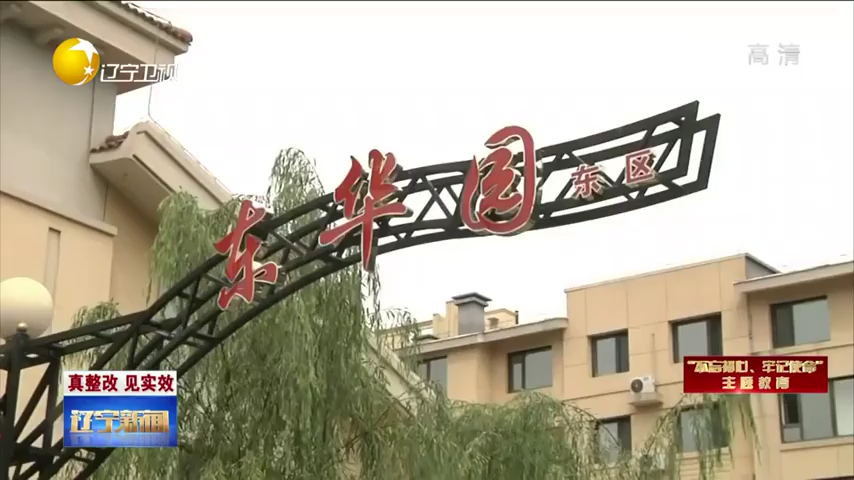 辽宁卫视
高清
东华园东区
真整改 见实效
辽宁新闻
"不忘初心、牢记使命"
主题教育